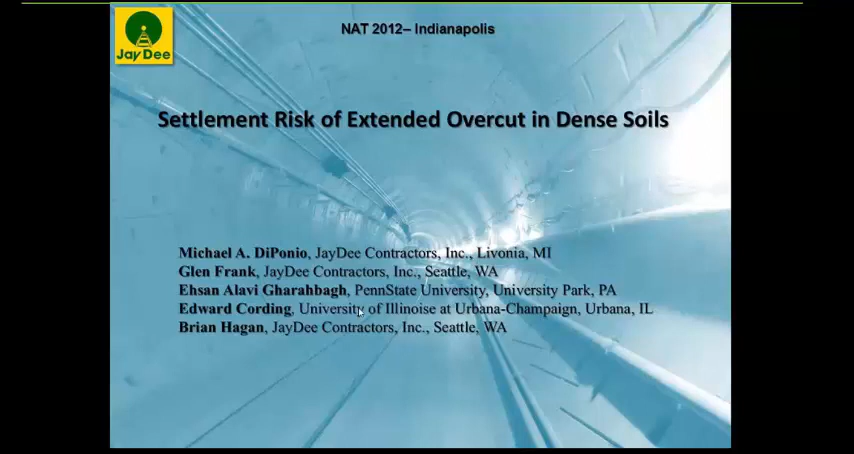 NAT 2012– Indianapolis
Jay Dee
Settlement Risk of Extended Overcut in Dense Soils
Michael A. DiPonio, JayDee Contractors, Inc., Livonia, MI
Glen Frank, JayDee Contractors, Inc., Seattle, WA
Ehsan Alavi Gharahbagh, PennState University, University Park, PA
Edward Cording, University of Illinoise at Urbana-Champaign, Urbana, IL
Brian Hagan, JayDee Contractors, Inc., Seattle, WA